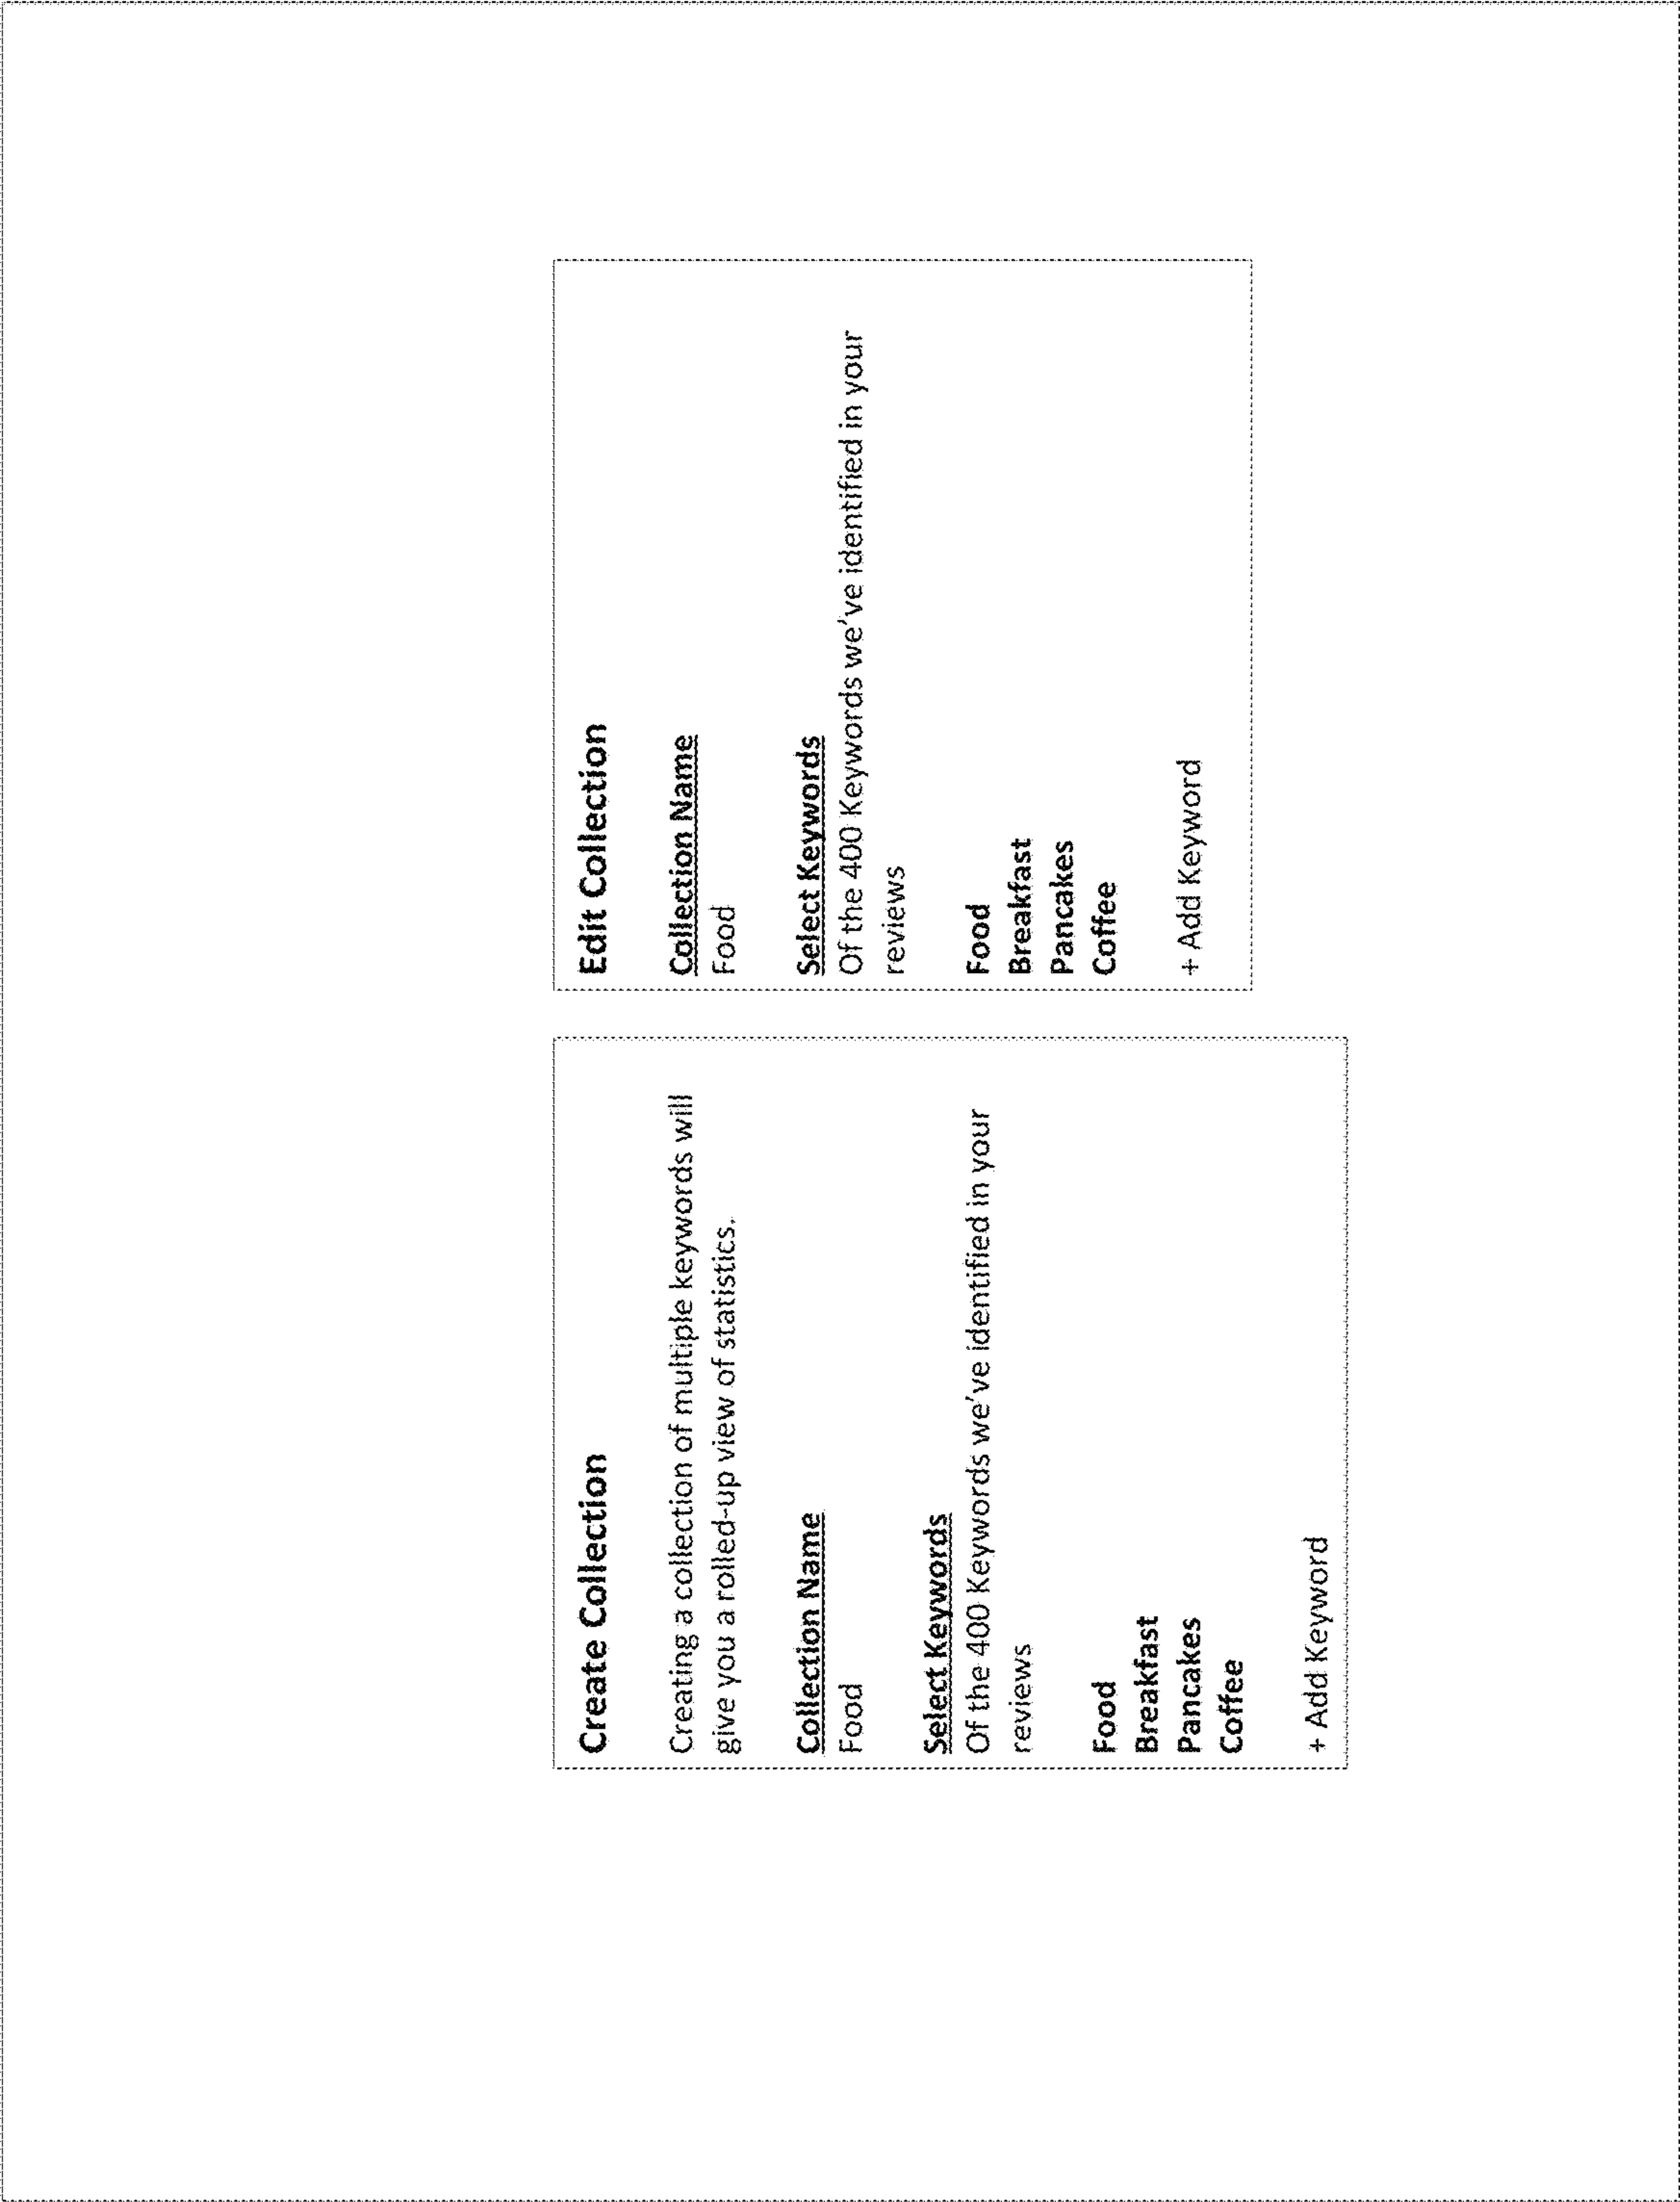 Create Collection
Creating a collection of multiple keywords will
give you a rolled-up view of statistics.
Collection Name
Food
Select Keywords
Of the 400 Keywords we've identified in your
reviews
Food
Breakfast
Pancakes
Coffee
+ Add Keyword
Edit Collection
Collection Name
Food
Select Keywords
Of the 400 Keywords we've identified in your
reviews
Food
Breakfast
Pancakes
Coffee
+ Add Keyword